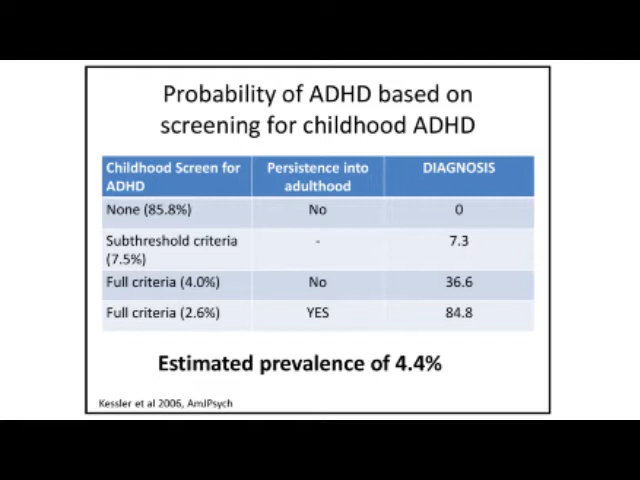 Probability of ADHD based on
screening for childhood ADHD
Childhood Screen for ADHD Persistence into adulthood DIAGNOSIS
None (85.8%) No 0
Subthreshold criteria (7.5%) - 7.3
Full criteria (4.0%) No 36.6
Full criteria (2.6%) YES 84.8
Estimated prevalence of 4.4%
Kessler et al 2006, AmJPsych